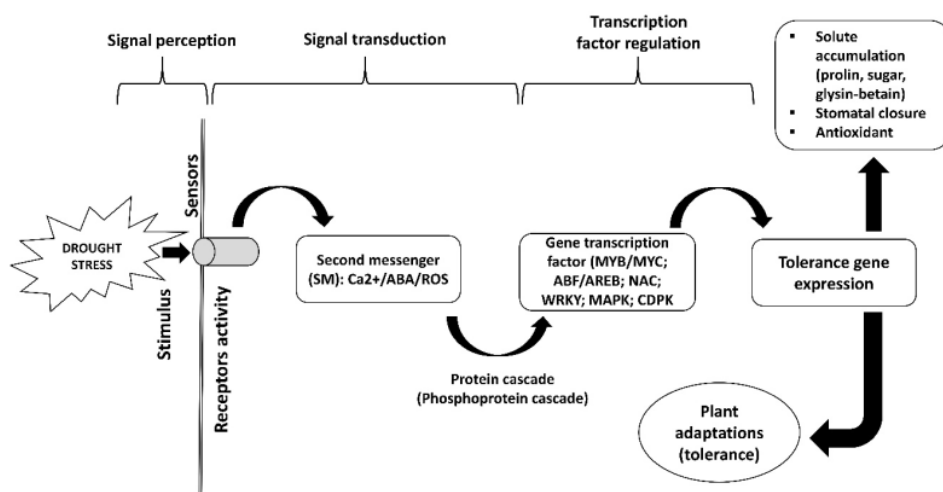 Signal perception
Signal transduction
Transcription
factor regulation
▪ Solute
accumulation
(prolin, sugar,
glysin-betain)
▪ Stomatal closure
▪ Antioxidant
Sensors
DROUGHT
STRESS
Stimulus
Receptors activity
Second messenger
(SM): Ca2+/ABA/ROS
Protein cascade
(Phosphoprotein cascade)
Gene transcription
factor (MYB/MYC;
ABF/AREB; NAC;
WRKY; MAPK; CDPK
Tolerance gene
expression
Plant
adaptations
(tolerance)